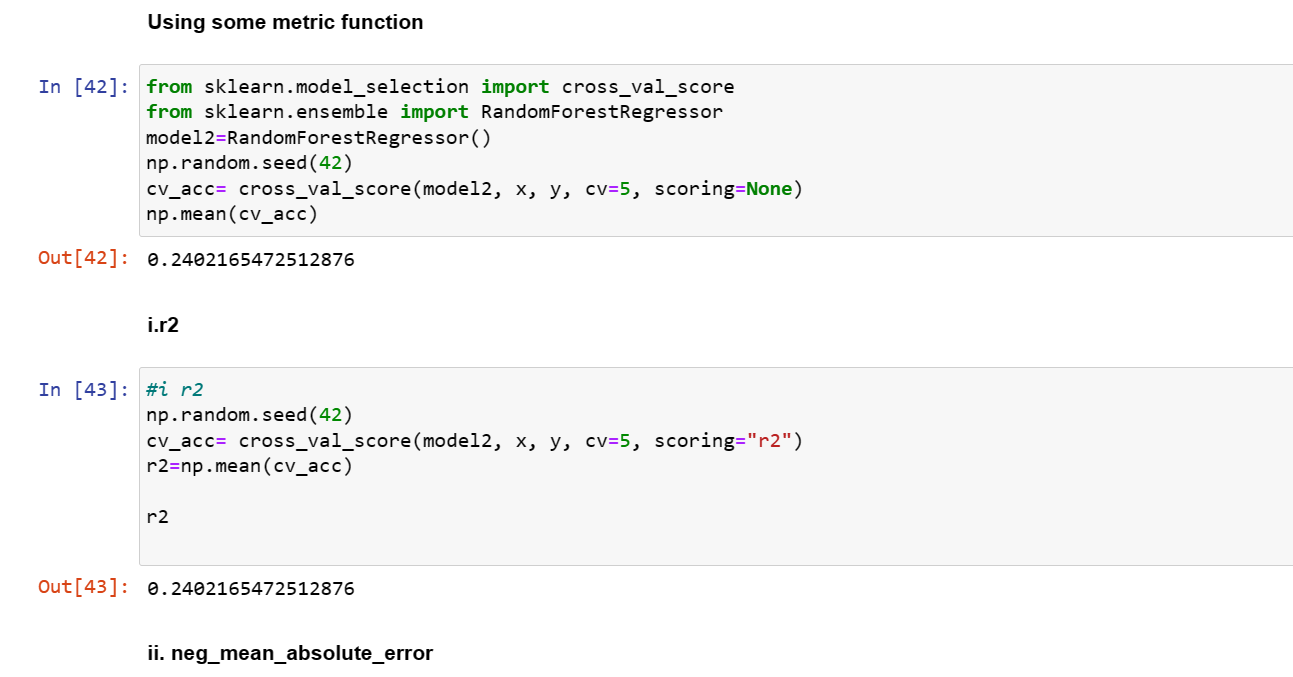 Using some metric function
In [42]: from sklearn.model_selection import cross_val_score
from sklearn.ensemble import RandomForestRegressor
model2=RandomForestRegressor()
np.random.seed(42)
cv_acc= cross_val_score(model2, x, y, cv=5, scoring=None)
np.mean(cv_acc)
Out[42]: 0.2402165472512876
i.r2
In [43]: #i r2
np.random.seed(42)
cv_acc= cross_val_score(model2, x, y, cv=5, scoring="r2")
r2=np.mean(cv_acc)
r2
Out[43]: 0.2402165472512876
ii. neg_mean_absolute_error